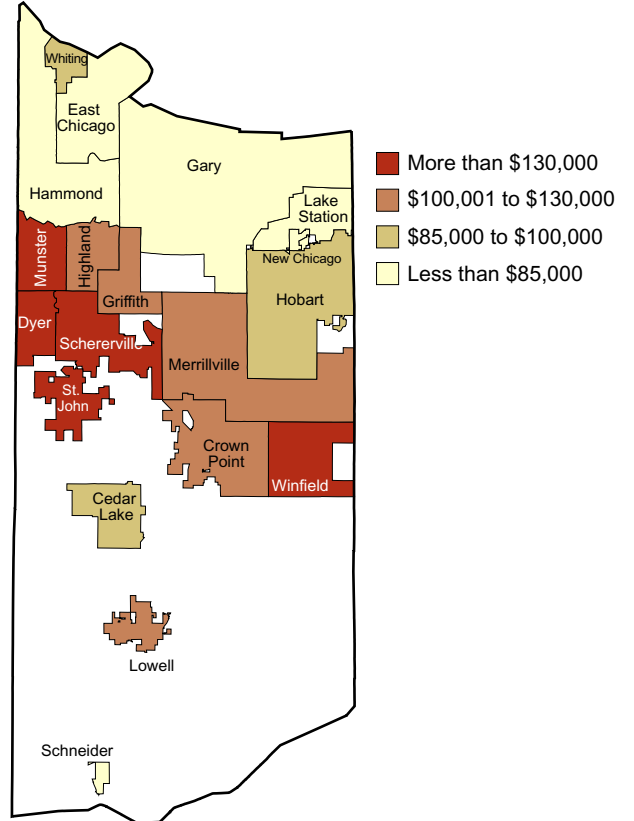 Whiting
East
Chicago
Gary
Hammond
Lake
Station
Munster
Highland
New Chicago
Griffith
Hobart
Dyer
Schererville
Merrillville
St.
John
Crown
Point
Winfield
Cedar
Lake
Lowell
Schneider
More than $130,000
$100,001 to $130,000
$85,000 to $100,000
Less than $85,000